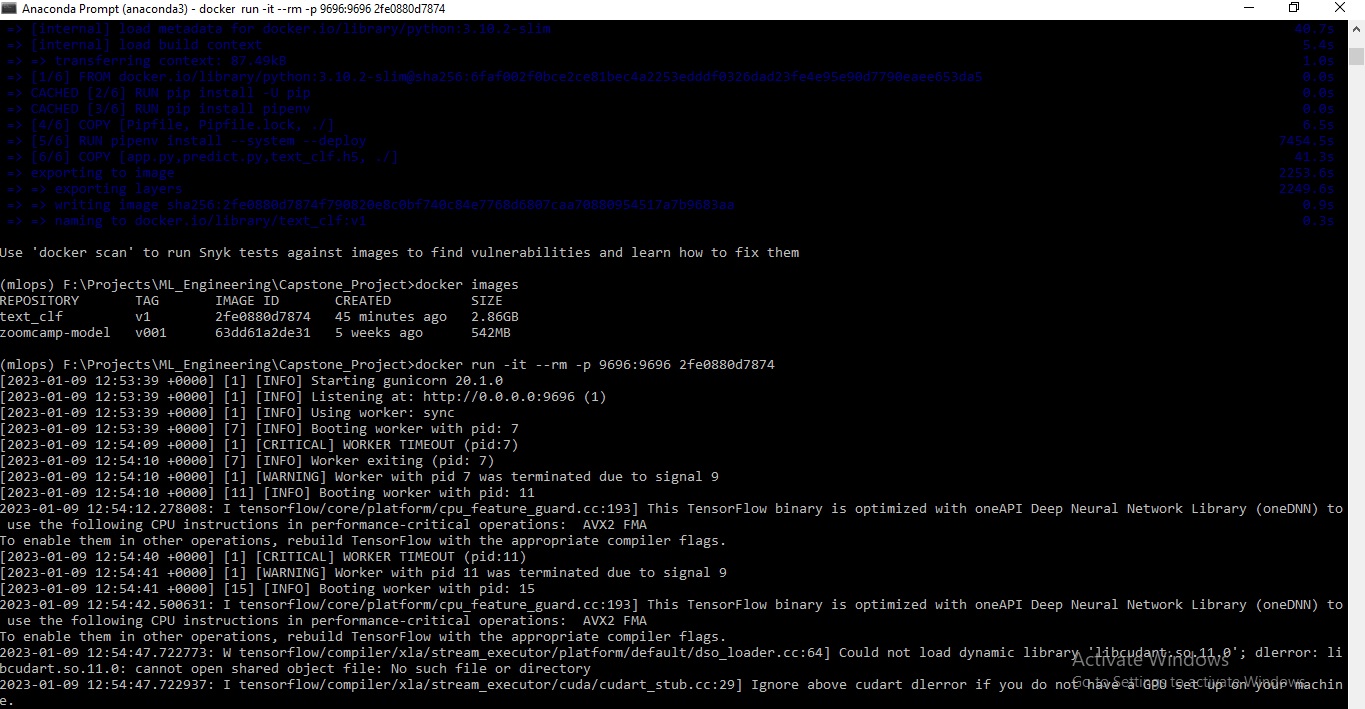 Anaconda Prompt (anaconda3) - docker run -it --rm -p 9696:9696 2fe0880d7874
=> [internal] load metadata for docker.io/library/python:3.10.2-slim 40.7s
=> [internal] load build context 5.4s
=> => transferring context: 87.49kB 1.0s
=> [1/6] FROM 0.0s
=> CACHED [2/6] RUN pip install -U pip 0.0s
=> CACHED [3/6] RUN pip install pipenv 0.0s
=> [4/6] COPY [Pipfile, Pipfile.lock, ./] 6.5s
=> [5/6] RUN pipenv install --system --deploy 7454.5s
=> [6/6] COPY [app.py,predict.py,text_clf.h5, ./] 41.3s
=> exporting to image 2253.6s
=> => exporting layers 2249.6s
=> => writing image 0.9s
=> => naming to docker.io/library/text_clf:v1 0.3s
Use 'docker scan' to run Snyk tests against images to find vulnerabilities and learn how to fix them
(mlops) F:\Projects\ML_Engineering\Capstone_Project>docker images
REPOSITORY TAG IMAGE ID CREATED SIZE
text_clf v1 2fe0880d7874 45 minutes ago 2.86GB
zoomcamp-model v001 63dd61a2de31 5 weeks ago 542MB
(mlops) F:\Projects\ML_Engineering\Capstone_Project>docker run -it --rm -p 9696:9696 2fe0880d7874
[2023-01-09 12:53:39 +0000] [1] [INFO] Starting gunicorn 20.1.0
[2023-01-09 12:53:39 +0000] [1] [INFO] Listening at: http://0.0.0.0:9696 (1)
[2023-01-09 12:53:39 +0000] [1] [INFO] Using worker: sync
[2023-01-09 12:53:39 +0000] [7] [INFO] Booting worker with pid: 7
[2023-01-09 12:54:09 +0000] [1] [CRITICAL] WORKER TIMEOUT (pid:7)
[2023-01-09 12:54:10 +0000] [7] [INFO] Worker exiting (pid: 7)
[2023-01-09 12:54:10 +0000] [1] [WARNING] Worker with pid 7 was terminated due to signal 9
[2023-01-09 12:54:10 +0000] [11] [INFO] Booting worker with pid: 11
2023-01-09 12:54:12.278008: I tensorflow/core/platform/cpu_feature_guard.cc:193] This TensorFlow binary is optimized with oneAPI Deep Neural Network Library (oneDNN) to
use the following CPU instructions in performance-critical operations:  AVX2 FMA
To enable them in other operations, rebuild TensorFlow with the appropriate compiler flags.
[2023-01-09 12:54:40 +0000] [1] [CRITICAL] WORKER TIMEOUT (pid:11)
[2023-01-09 12:54:41 +0000] [1] [WARNING] Worker with pid 11 was terminated due to signal 9
[2023-01-09 12:54:41 +0000] [15] [INFO] Booting worker with pid: 15
2023-01-09 12:54:42.500631: I tensorflow/core/platform/cpu_feature_guard.cc:193] This TensorFlow binary is optimized with oneAPI Deep Neural Network Library (oneDNN) to
use the following CPU instructions in performance-critical operations:  AVX2 FMA
To enable them in other operations, rebuild TensorFlow with the appropriate compiler flags.
2023-01-09 12:54:47.722773: W tensorflow/compiler/xla/stream_executor/platform/default/dso_loader.cc:64] Could not load dynamic library 'libcudart.so.11.0'; dlerror: li
bcudart.so.11.0: cannot open shared object file: No such file or directory
2023-01-09 12:54:47.722937: I tensorflow/compiler/xla/stream_executor/cuda/cudart_stub.cc:29] Ignore above cudart dlerror if you do not have a GPU set up on your machin
e.
Activate Windows
Go to Settings to activate Windows.